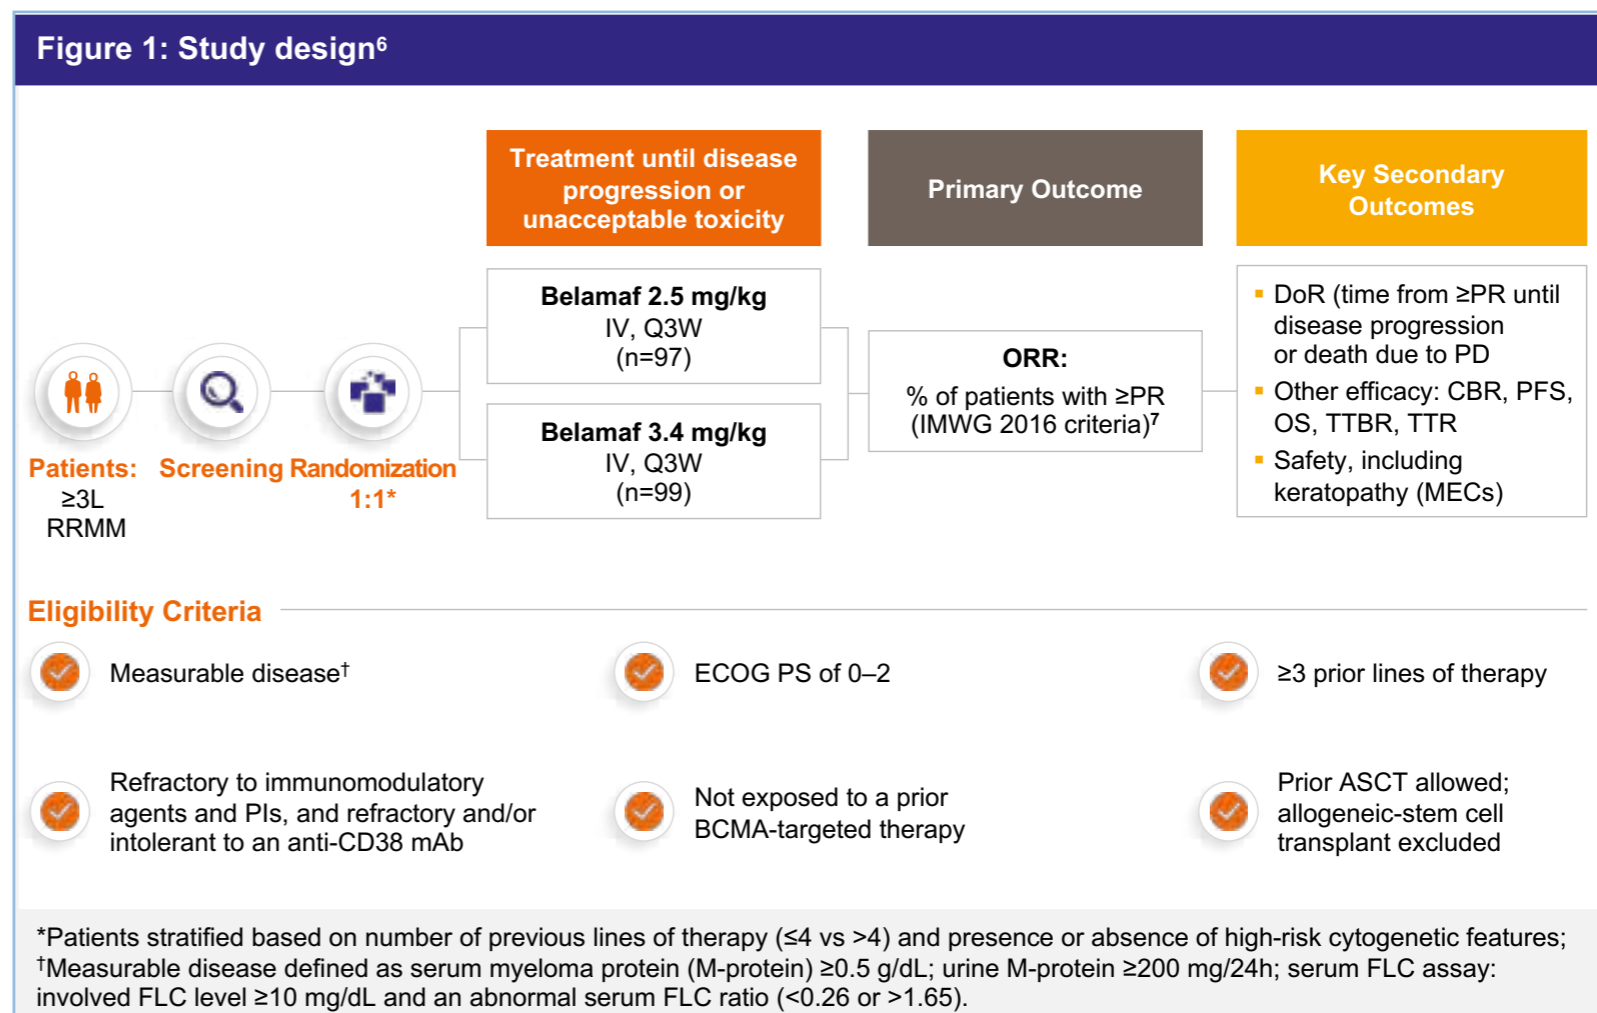 Figure 1: Study design⁶
Treatment until disease
progression or
unacceptable toxicity
Primary Outcome
Key Secondary
Outcomes
Patients:
≥3L
RRMM
Screening
Randomization
1:1*
Belamaf 2.5 mg/kg
IV, Q3W
(n=97)
Belamaf 3.4 mg/kg
IV, Q3W
(n=99)
ORR:
% of patients with ≥PR
(IMWG 2016 criteria)⁷
▪ DoR (time from ≥PR until
disease progression
or death due to PD
▪ Other efficacy: CBR, PFS,
OS, TTBR, TTR
▪ Safety, including
keratopathy (MECs)
Eligibility Criteria
Measurable disease†
ECOG PS of 0–2
≥3 prior lines of therapy
Refractory to immunomodulatory
agents and PIs, and refractory and/or
intolerant to an anti-CD38 mAb
Not exposed to a prior
BCMA-targeted therapy
Prior ASCT allowed;
allogeneic-stem cell
transplant excluded
*Patients stratified based on number of previous lines of therapy (≤4 vs >4) and presence or absence of high-risk cytogenetic features;
†Measurable disease defined as serum myeloma protein (M-protein) ≥0.5 g/dL; urine M-protein ≥200 mg/24h; serum FLC assay:
involved FLC level ≥10 mg/dL and an abnormal serum FLC ratio (<0.26 or >1.65).